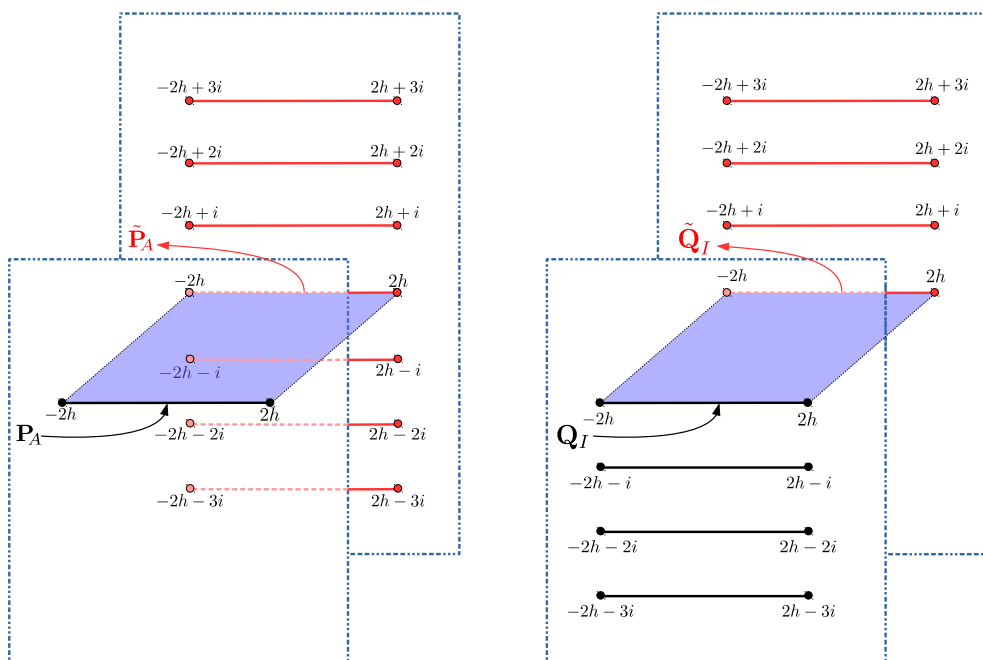 −2h + 3i 2h + 3i
−2h + 2i 2h + 2i
−2h + i 2h + i
P̃_A
−2h 2h
−2h − i 2h − i
−2h 2h
P_A
−2h − 2i 2h − 2i
−2h − 3i 2h − 3i
−2h + 3i 2h + 3i
−2h + 2i 2h + 2i
−2h + i 2h + i
Q̃_I
−2h 2h
−2h 2h
Q_I
−2h − i 2h − i
−2h − 2i 2h − 2i
−2h − 3i 2h − 3i